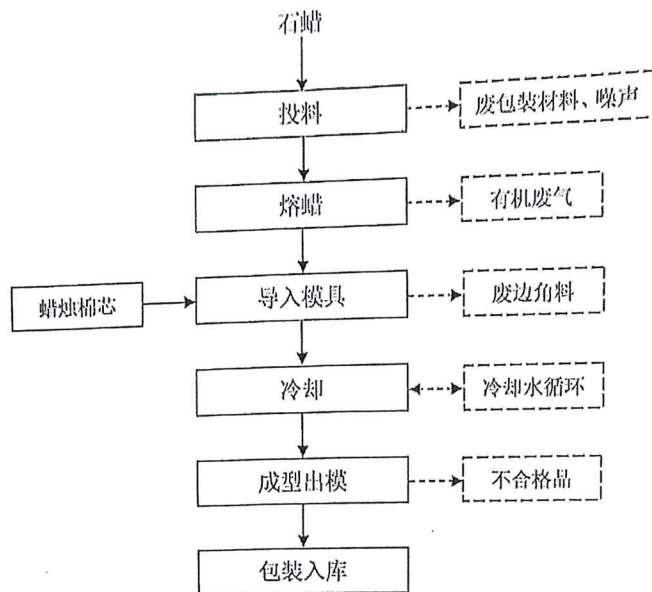 石蜡
投料
废包装材料、噪声
熔蜡
有机废气
蜡烛棉芯
导入模具
废边角料
冷却
冷却水循环
成型出模
不合格品
包装入库